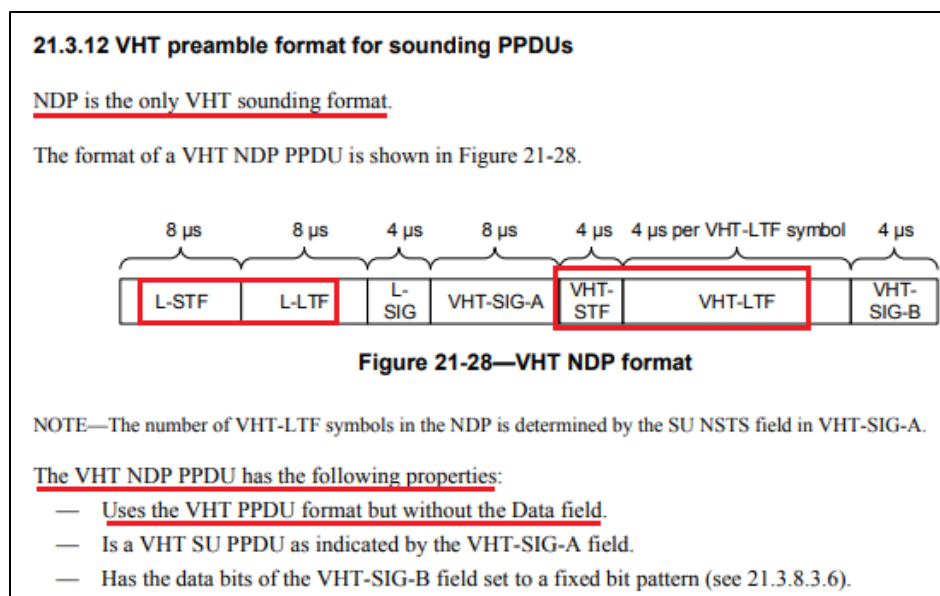 21.3.12 VHT preamble format for sounding PPDUs
NDP is the only VHT sounding format.
The format of a VHT NDP PPDU is shown in Figure 21-28.
8 µs 8 µs 4 µs 8 µs 4 µs 4 µs per VHT-LTF symbol 4 µs
L-STF L-LTF L-SIG VHT-SIG-A VHT-STF VHT-LTF VHT-SIG-B
Figure 21-28—VHT NDP format
NOTE—The number of VHT-LTF symbols in the NDP is determined by the SU NSTS field in VHT-SIG-A.
The VHT NDP PPDU has the following properties:
— Uses the VHT PPDU format but without the Data field.
— Is a VHT SU PPDU as indicated by the VHT-SIG-A field.
— Has the data bits of the VHT-SIG-B field set to a fixed bit pattern (see 21.3.8.3.6).